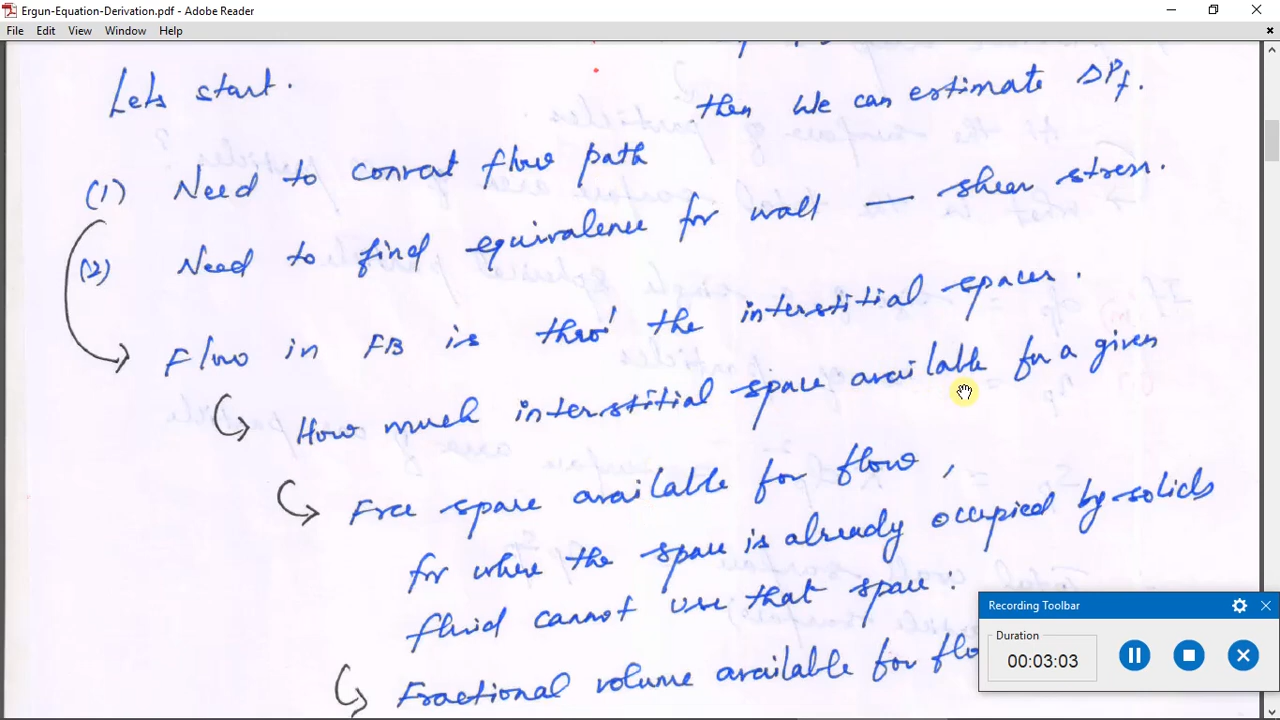 Ergun-Equation-Derivation.pdf - Adobe Reader
File Edit View Window Help
Lets start.
then We can estimate ΔPf.
(1) Need to convert flow path
(2) Need to find equivalence for wall — shear stress.
Flow in FB is thro' the interstitial spaces.
How much interstitial space available for a given
Free space available for flow,
for where the space is already occupied by solids
fluid cannot use that space.
Fractional volume available for flo
Recording Toolbar
Duration
00:03:03